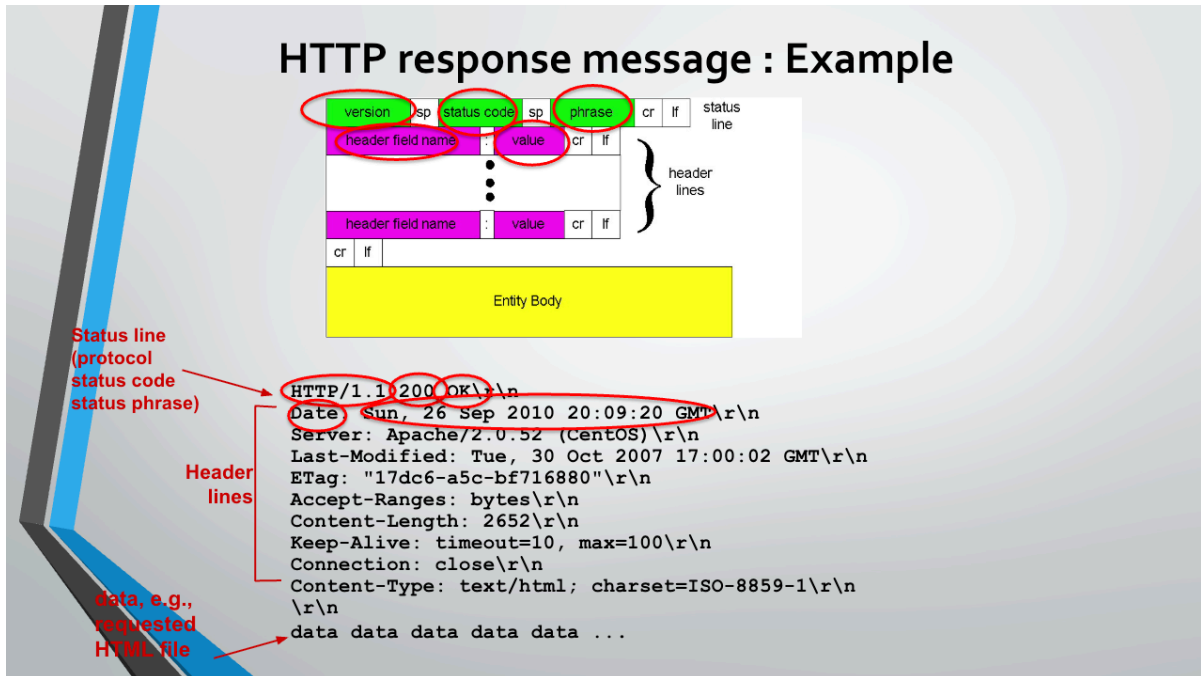 HTTP response message : Example
version sp status code sp phrase cr lf status
line
header field name : value cr lf
header
lines
header field name : value cr lf
cr lf
Entity Body
Status line
(protocol
status code
status phrase)
HTTP/1.1 200 OK\r\n
Date: Sun, 26 Sep 2010 20:09:20 GMT\r\n
Server: Apache/2.0.52 (CentOS)\r\n
Last-Modified: Tue, 30 Oct 2007 17:00:02 GMT\r\n
ETag: "17dc6-a5c-bf716880"\r\n
Accept-Ranges: bytes\r\n
Content-Length: 2652\r\n
Keep-Alive: timeout=10, max=100\r\n
Connection: close\r\n
Content-Type: text/html; charset=ISO-8859-1\r\n
\r\n
data data data data data ...
Header
lines
data, e.g.,
requested
HTML file